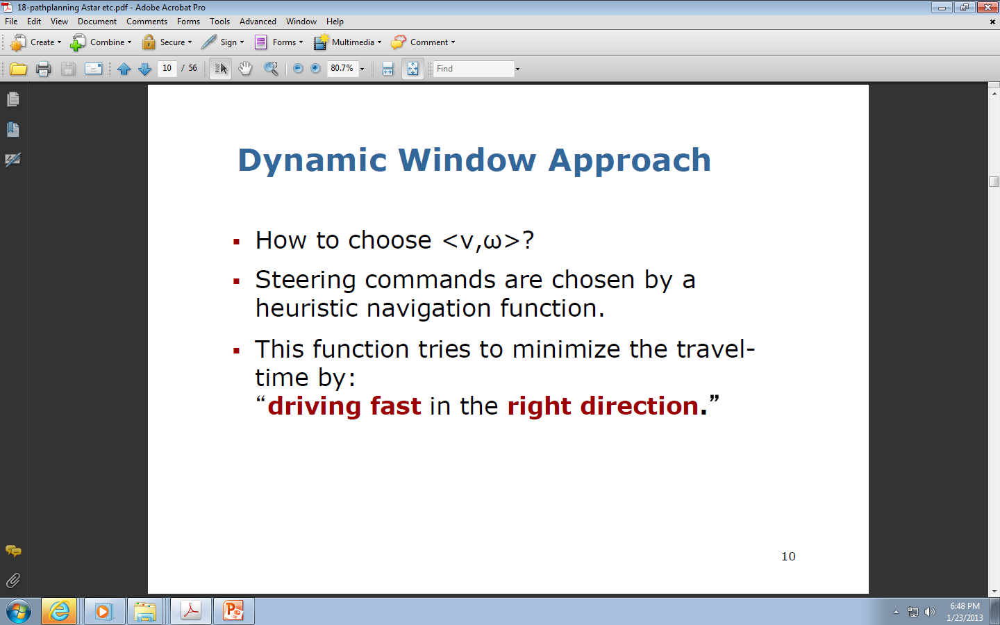 18-pathplanning Astar etc.pdf - Adobe Acrobat Pro
File Edit View Document Comments Forms Tools Advanced Window Help
Create Combine Secure Sign Forms Multimedia Comment
10 / 56 80.7% Find
Dynamic Window Approach
How to choose <v,ω>?
Steering commands are chosen by a
heuristic navigation function.
This function tries to minimize the travel-
time by:
“driving fast in the right direction.”
10
6:48 PM
1/23/2013